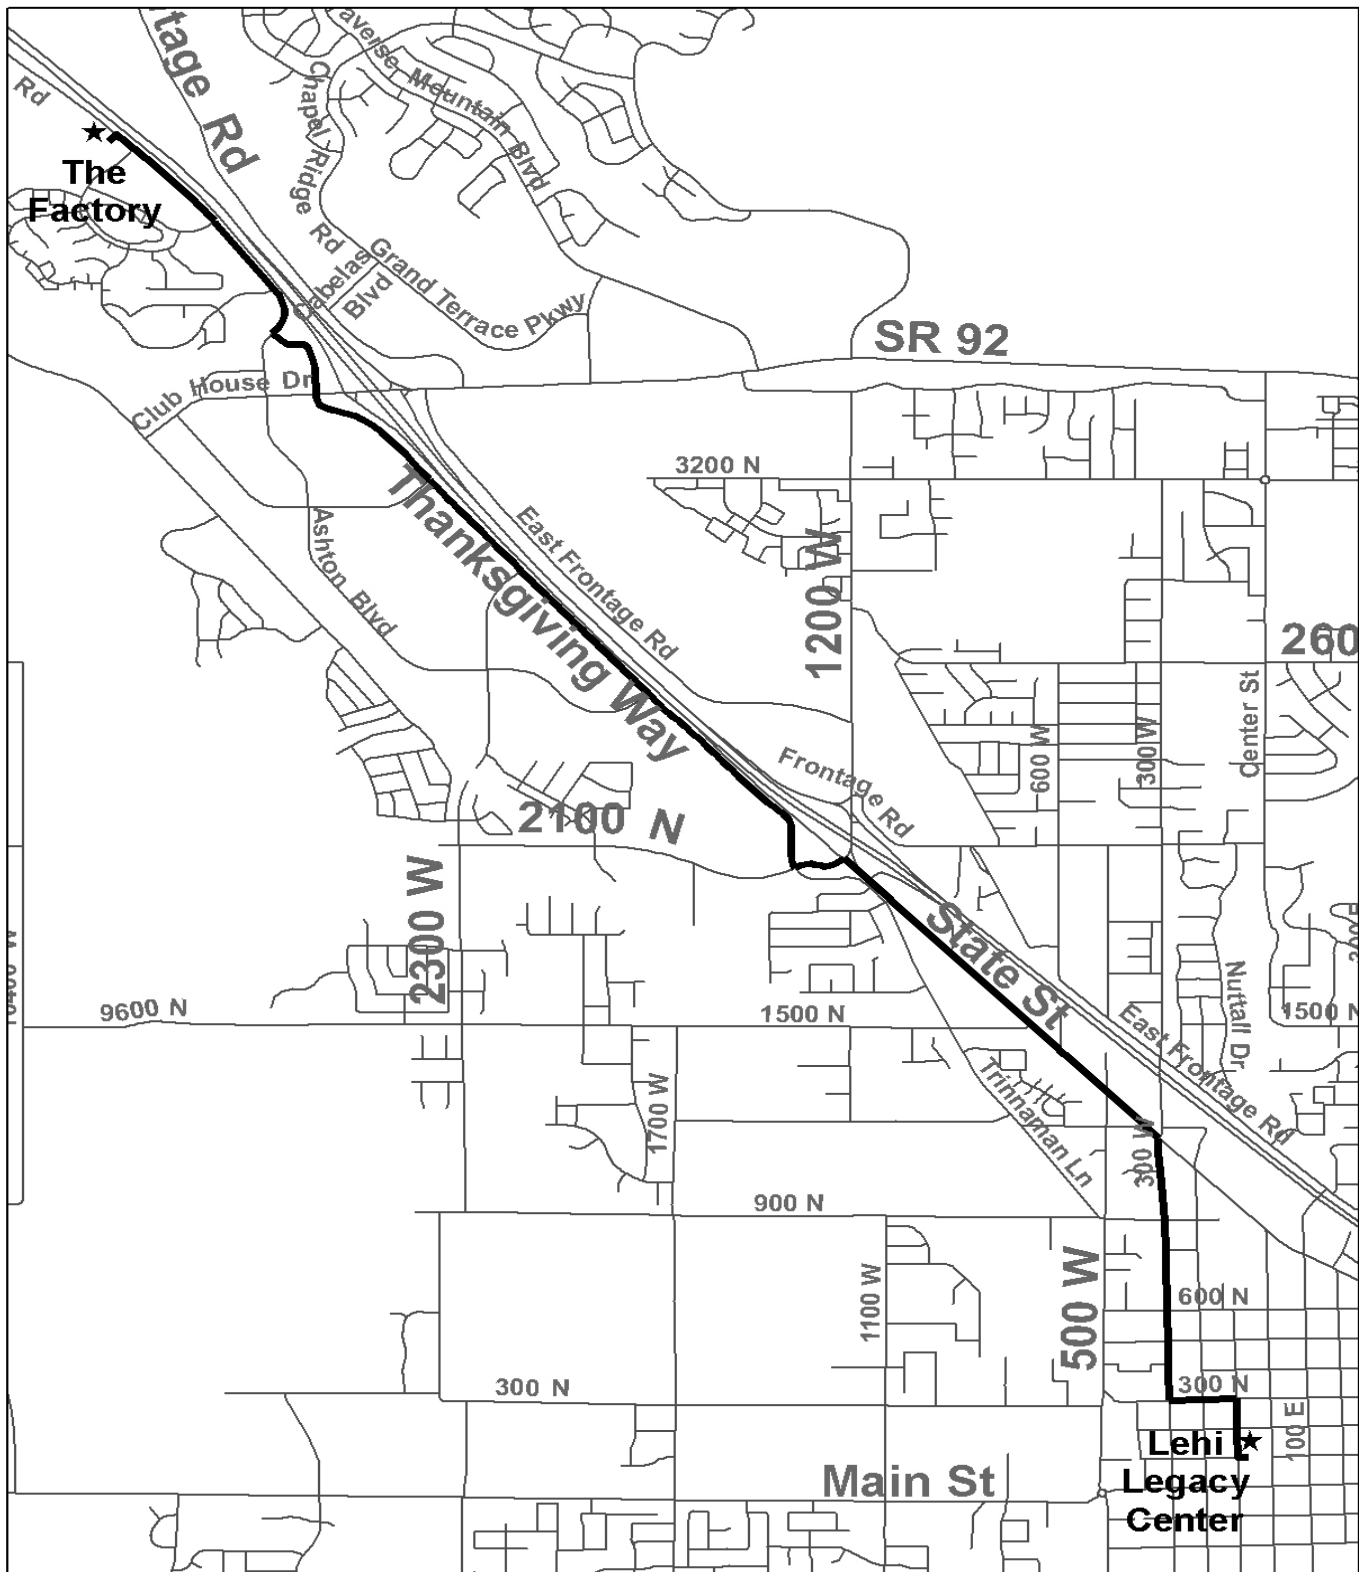 tage Rd
Rd
The
Factory
Chapel Ridge Rd
averse Mountain Blvd
Cabelas
Blvd
Grand Terrace Pkwy
SR 92
Club House Dr
3200 N
Thanksgiving Way
East Frontage Rd
Ashton Blvd
1200 W
260
Center St
600 W
300 W
Frontage Rd
2100 N
2300 W
State St
Nuttall Dr
9600 N
1500 N
1500 N
East Frontage Rd
1700 W
Trinnaman Ln
300 W
900 N
1100 W
500 W
600 N
300 N
300 N
100 E
Lehi
Legacy
Center
Main St